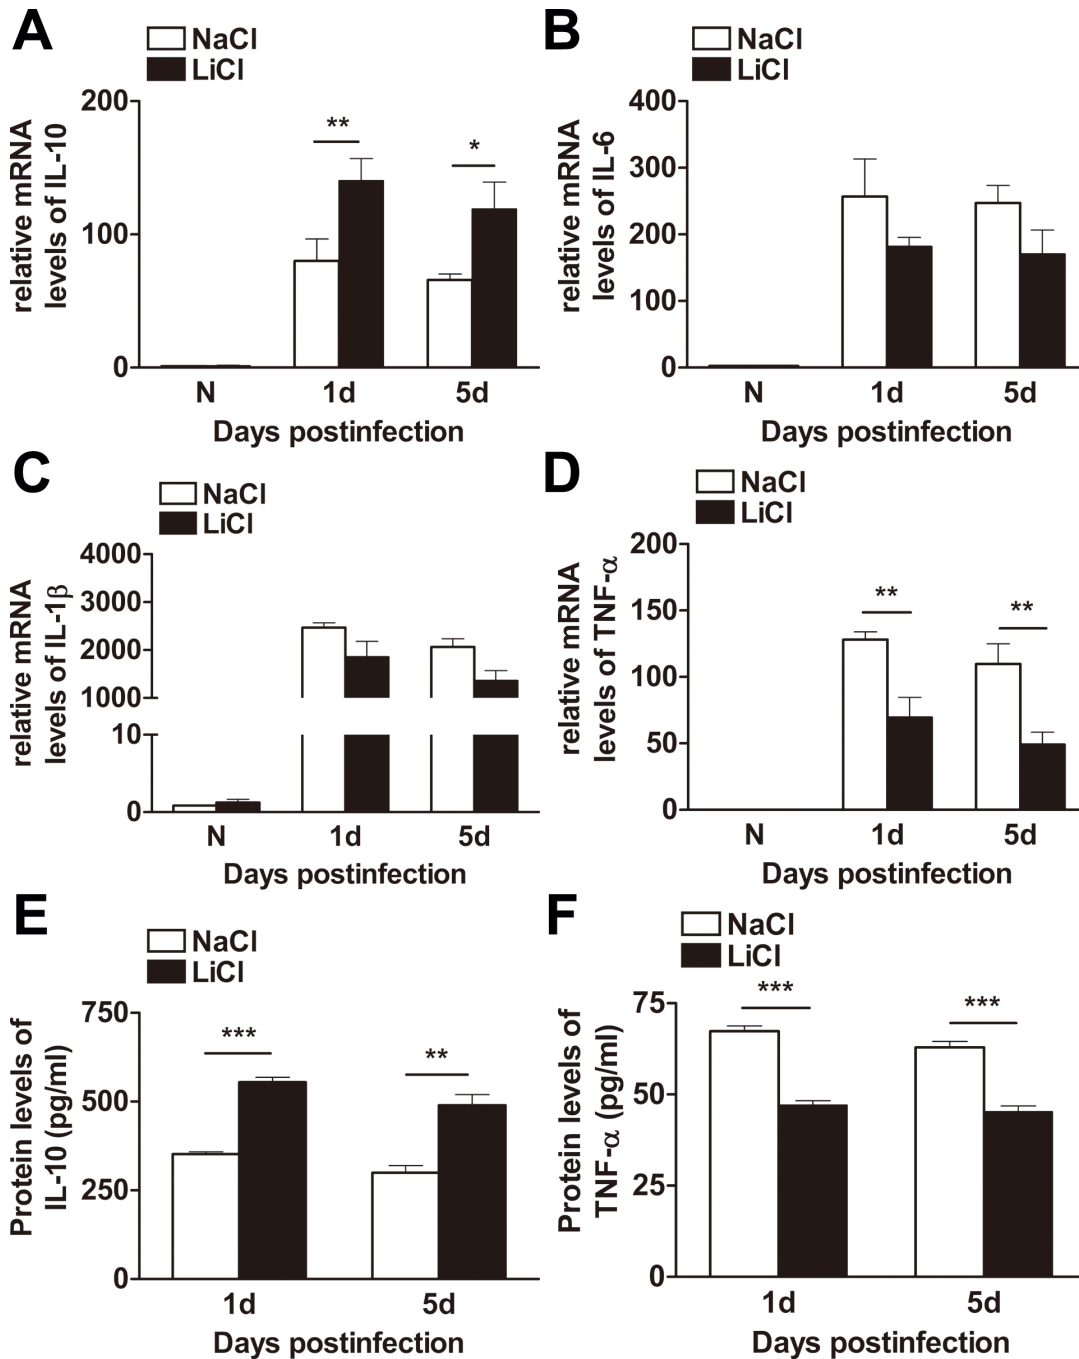 A
NaCl
LiCl
relative mRNA
levels of IL-10
200
100
0
**
*
N
1d
5d
Days postinfection
B
NaCl
LiCl
relative mRNA
levels of IL-6
400
300
200
100
0
N
1d
5d
Days postinfection
C
NaCl
LiCl
relative mRNA
levels of IL-1β
4000
3000
2000
1000
10
0
N
1d
5d
Days postinfection
D
NaCl
LiCl
relative mRNA
levels of TNF-α
200
150
100
50
0
**
**
N
1d
5d
Days postinfection
E
NaCl
LiCl
Protein levels of
IL-10 (pg/ml)
750
500
250
0
***
**
1d
5d
Days postinfection
F
NaCl
LiCl
Protein levels of
TNF-α (pg/ml)
75
50
25
0
***
***
1d
5d
Days postinfection